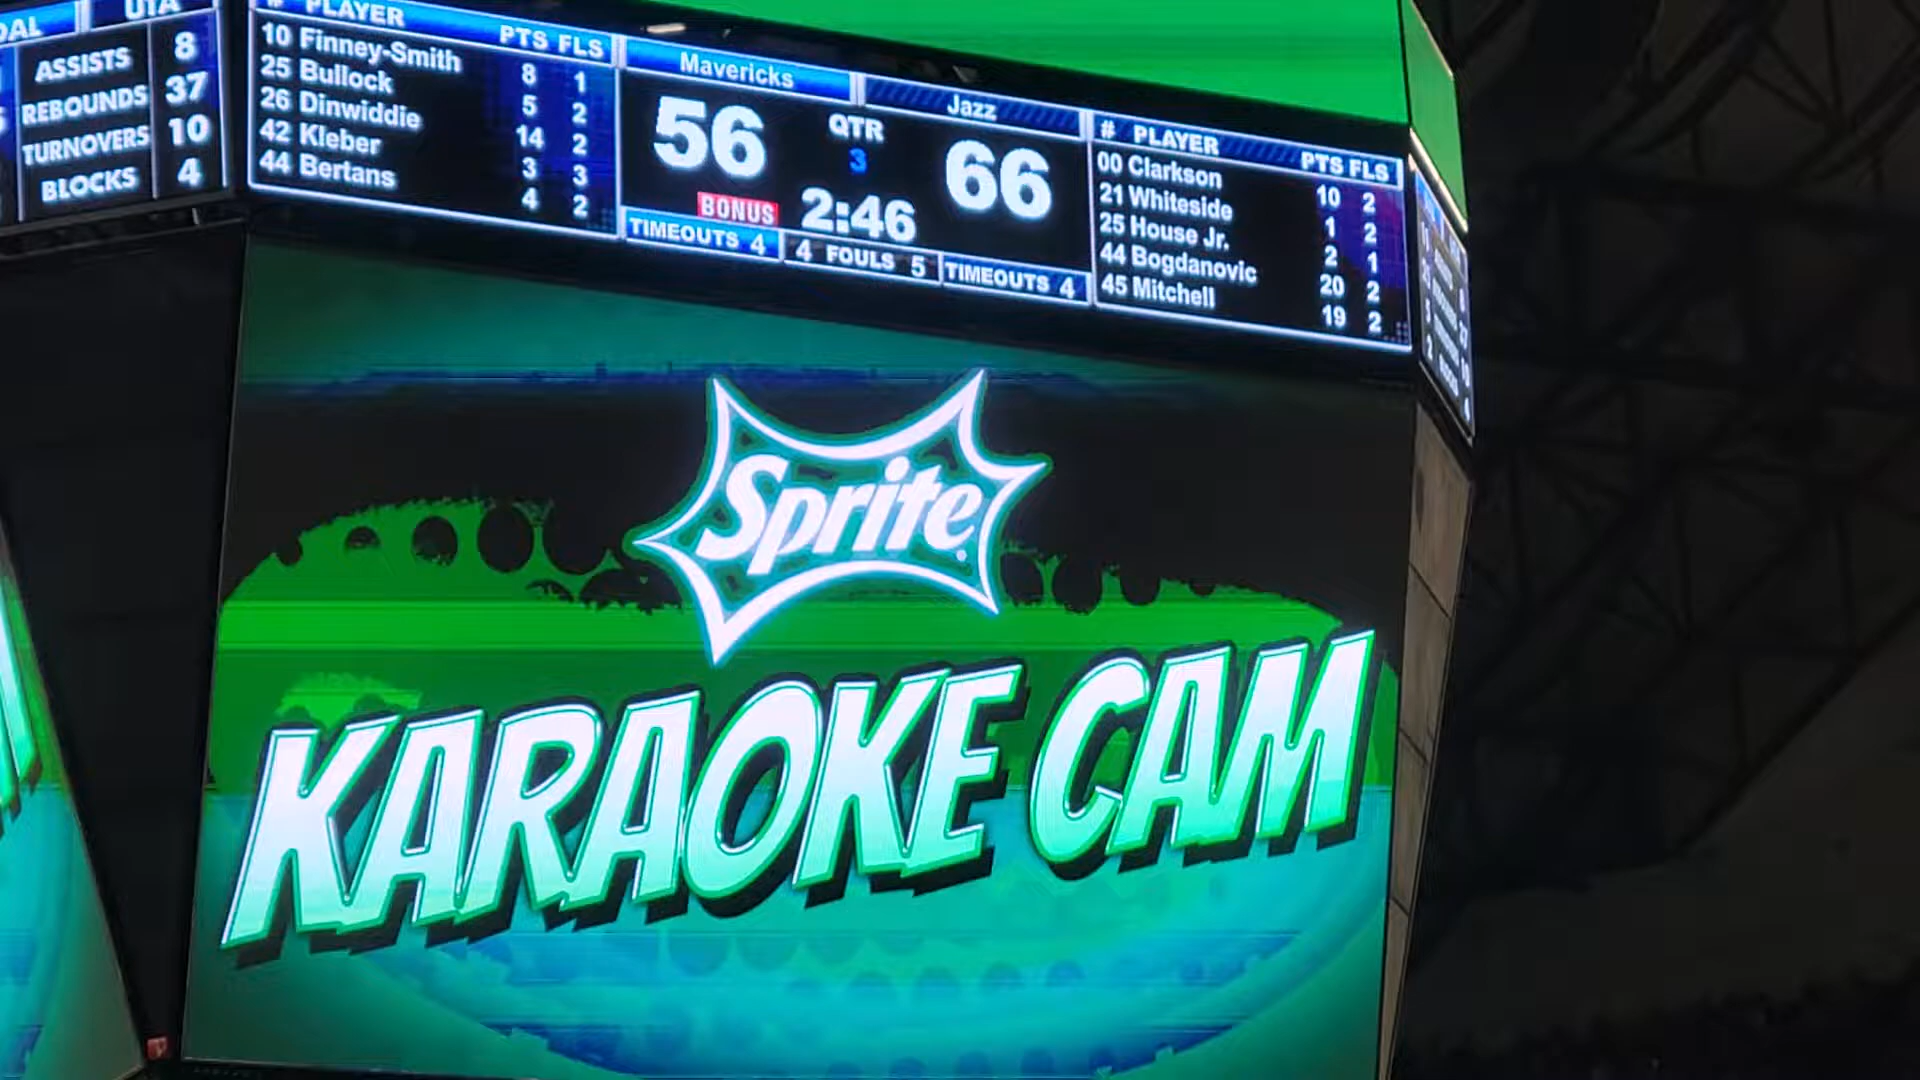 DAL UTA
ASSISTS 8
REBOUNDS 37
TURNOVERS 10
BLOCKS 4
# PLAYER PTS FLS
10 Finney-Smith 8 1
25 Bullock 5 2
26 Dinwiddie 14 2
42 Kleber 3 3
44 Bertans 4 2
Mavericks Jazz
56 QTR 66
3
BONUS 2:46
TIMEOUTS 4 4 FOULS 5 TIMEOUTS 4
# PLAYER PTS FLS
00 Clarkson 10 2
21 Whiteside 1 2
25 House Jr. 2 1
44 Bogdanovic 20 2
45 Mitchell 19 2
Sprite
KARAOKE CAM